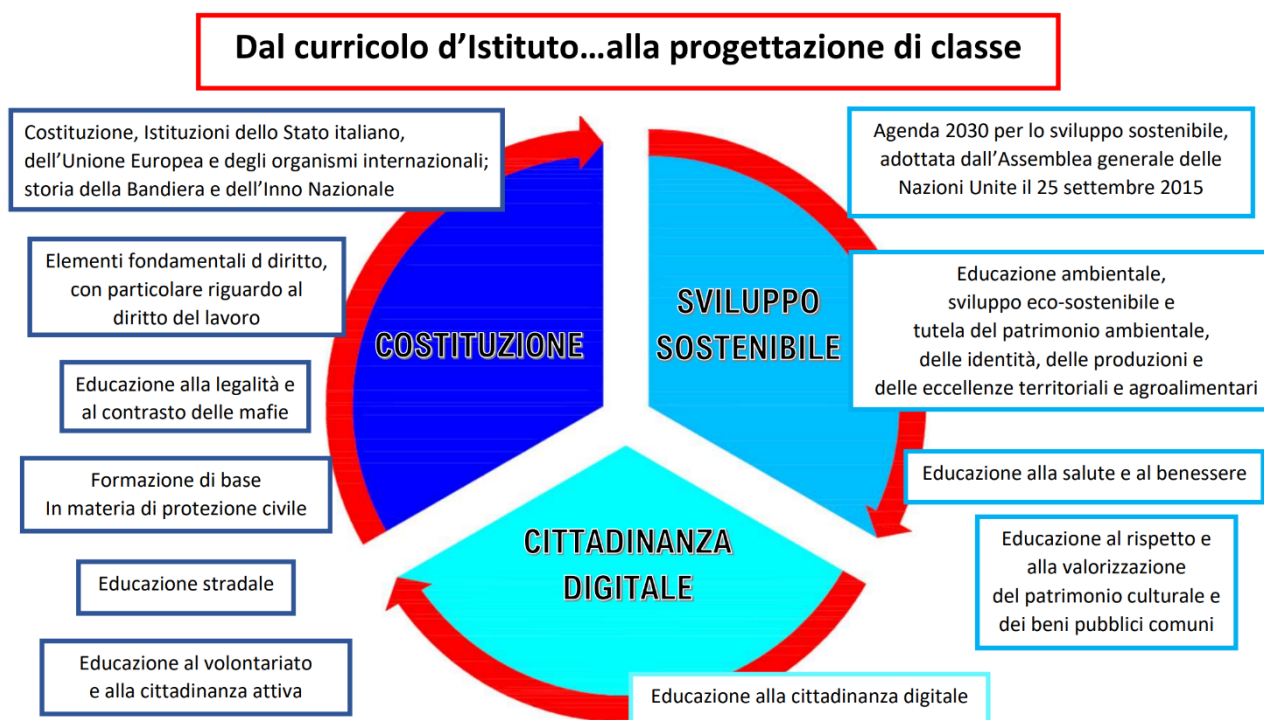 Dal curricolo d’Istituto...alla progettazione di classe
Costituzione, Istituzioni dello Stato italiano,
dell’Unione Europea e degli organismi internazionali;
storia della Bandiera e dell’Inno Nazionale
Elementi fondamentali d diritto,
con particolare riguardo al
diritto del lavoro
Educazione alla legalità e
al contrasto delle mafie
Formazione di base
In materia di protezione civile
Educazione stradale
Educazione al volontariato
e alla cittadinanza attiva
COSTITUZIONE
SVILUPPO
SOSTENIBILE
CITTADINANZA
DIGITALE
Agenda 2030 per lo sviluppo sostenibile,
adottata dall’Assemblea generale delle
Nazioni Unite il 25 settembre 2015
Educazione ambientale,
sviluppo eco-sostenibile e
tutela del patrimonio ambientale,
delle identità, delle produzioni e
delle eccellenze territoriali e agroalimentari
Educazione alla salute e al benessere
Educazione al rispetto e
alla valorizzazione
del patrimonio culturale e
dei beni pubblici comuni
Educazione alla cittadinanza digitale